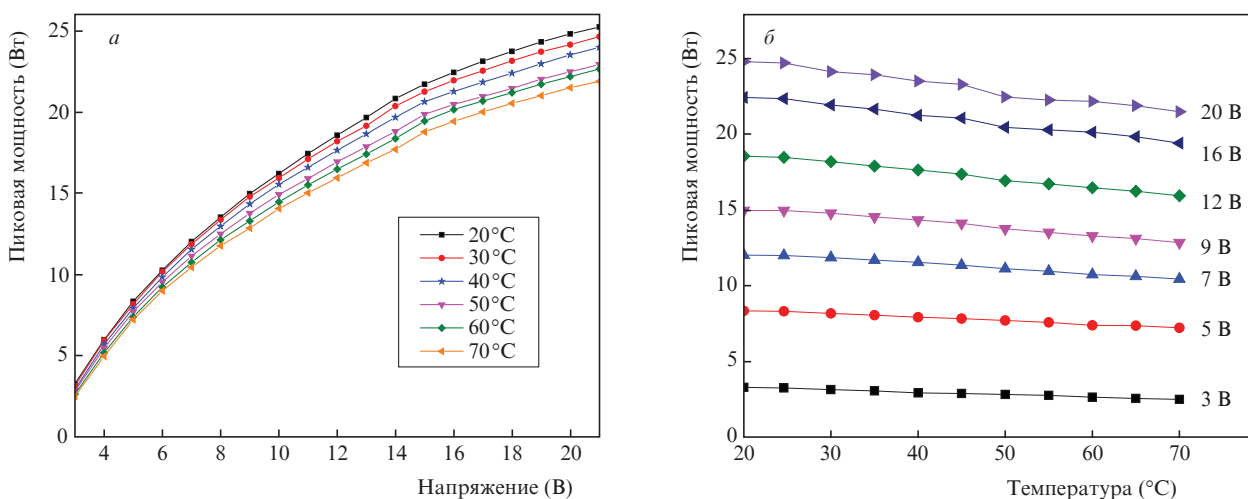 а
Пиковая мощность (Вт)
25
20
15
10
5
0
20°C
30°C
40°C
50°C
60°C
70°C
4 6 8 10 12 14 16 18 20
Напряжение (В)
б
Пиковая мощность (Вт)
25
20
15
10
5
0
20 В
16 В
12 В
9 В
7 В
5 В
3 В
20 30 40 50 60 70
Температура (°C)